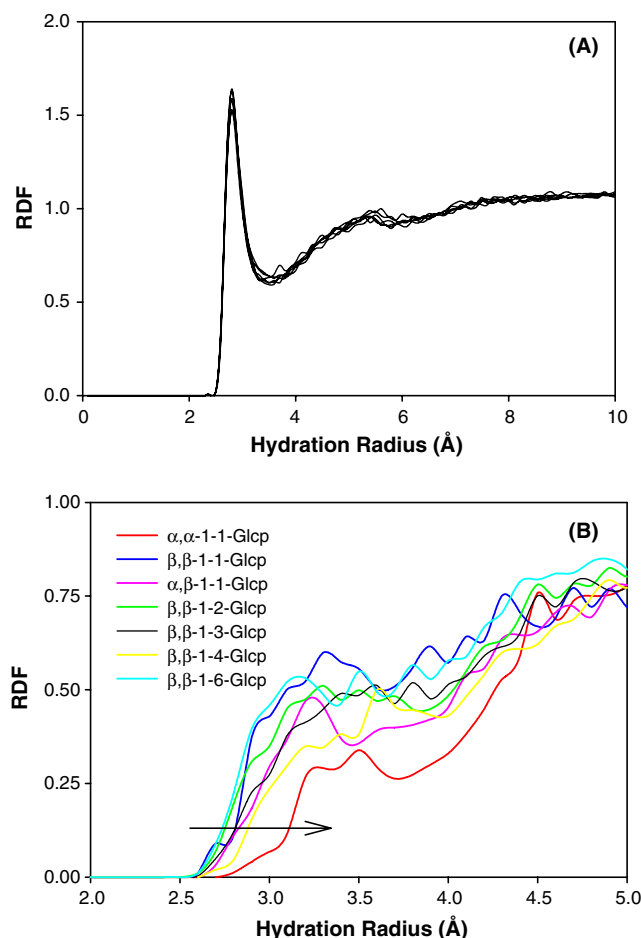 (A)
2.0
1.5
1.0
0.5
0.0
RDF
0 2 4 6 8 10
Hydration Radius (Å)
(B)
1.00
0.75
0.50
0.25
0.00
RDF
α,α-1-1-Glcp
β,β-1-1-Glcp
α,β-1-1-Glcp
β,β-1-2-Glcp
β,β-1-3-Glcp
β,β-1-4-Glcp
β,β-1-6-Glcp
2.0 2.5 3.0 3.5 4.0 4.5 5.0
Hydration Radius (Å)